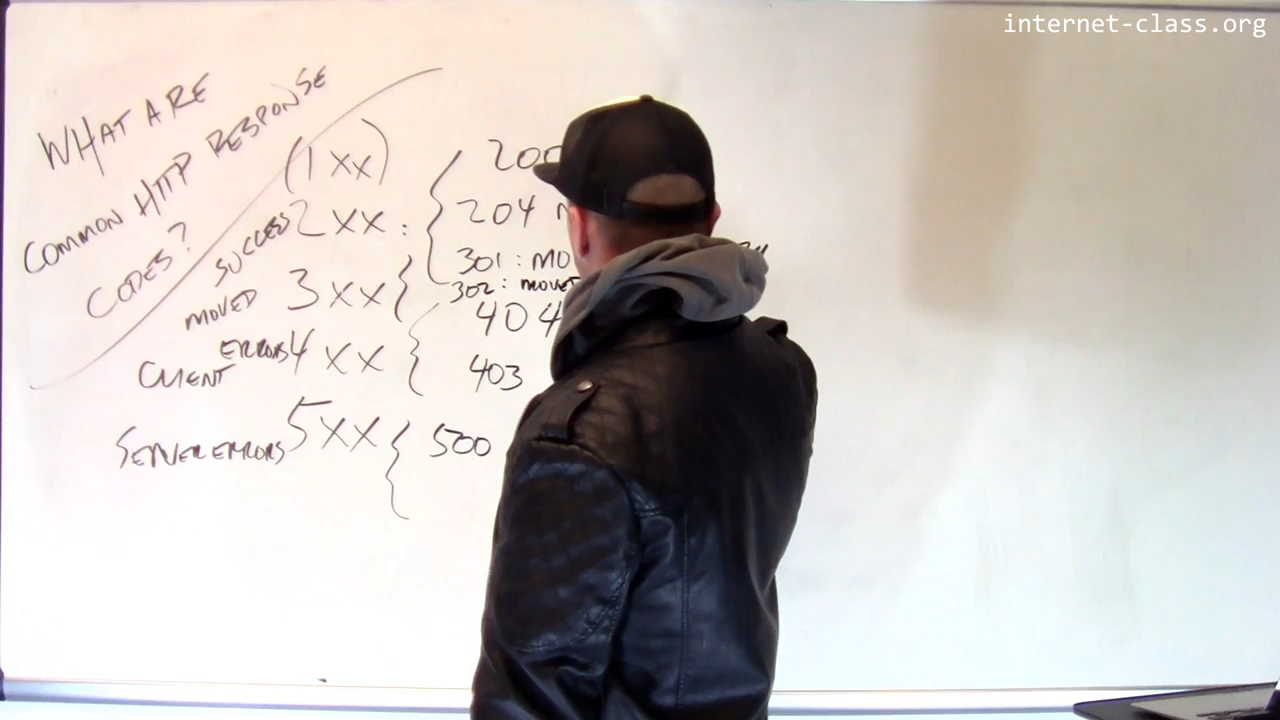 internet-class.org
WHAT ARE
COMMON HTTP RESPONSE
CODES?
(1XX)
SUCCESS 2XX :
200
204
MOVED 3XX
301 : MO
302 : MOVE
CLIENT ERRORS 4XX
404
403
SERVER ERRORS 5XX
500